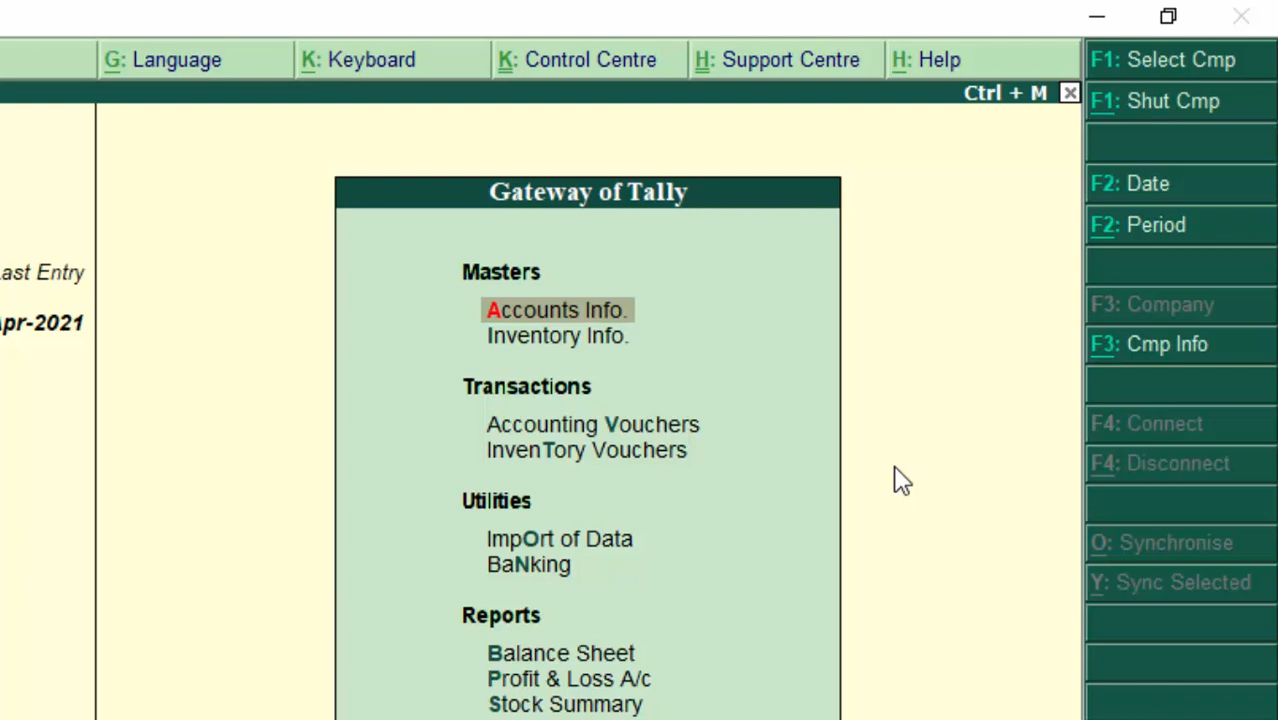 G: Language K: Keyboard K: Control Centre H: Support Centre H: Help
Ctrl + M
Gateway of Tally
ast Entry
pr-2021
Masters
Accounts Info.
Inventory Info.
Transactions
Accounting Vouchers
InvenTory Vouchers
Utilities
ImpOrt of Data
BaNking
Reports
Balance Sheet
Profit & Loss A/c
Stock Summary
F1: Select Cmp
F1: Shut Cmp
F2: Date
F2: Period
F3: Company
F3: Cmp Info
F4: Connect
F4: Disconnect
O: Synchronise
Y: Sync Selected